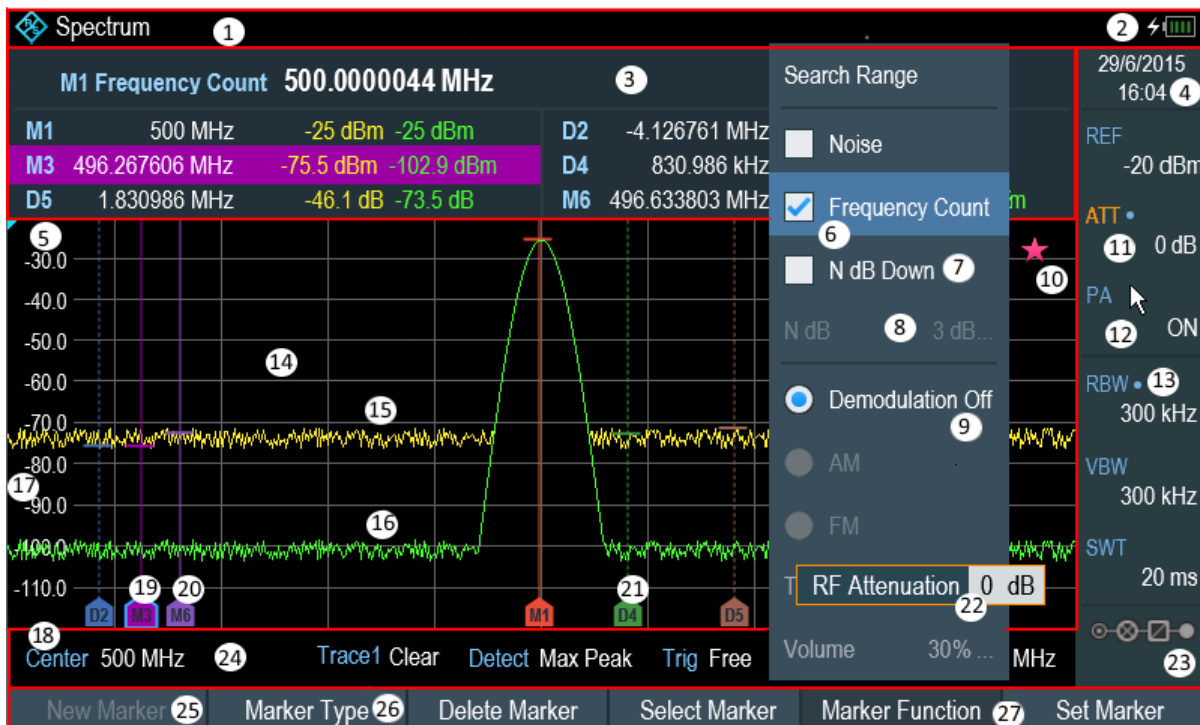 Spectrum 1 2
M1 Frequency Count 500.0000044 MHz 3
M1 500 MHz -25 dBm -25 dBm D2 -4.126761 MHz
M3 496.267606 MHz -75.5 dBm -102.9 dBm D4 830.986 kHz
D5 1.830986 MHz -46.1 dB -73.5 dB M6 496.633803 MHz m
Search Range
Noise
Frequency Count
6
N dB Down 7
N dB 8 3 dB...
Demodulation Off
9
AM
FM
T RF Attenuation 0 dB
22
Volume 30% ...
29/6/2015
16:04 4
REF
-20 dBm
ATT
11 0 dB
10
PA
12 ON
RBW 13
300 kHz
VBW
300 kHz
SWT
20 ms
23
5
-30.0
-40.0
-50.0
14
-60.0
15
-70.0
-80.0
17
-90.0
16
-100.0
-110.0
19 20 21
D2 M3 M6 M1 D4 D5
18
Center 500 MHz 24 Trace1 Clear Detect Max Peak Trig Free MHz
New Marker 25 Marker Type 26 Delete Marker Select Marker Marker Function 27 Set Marker